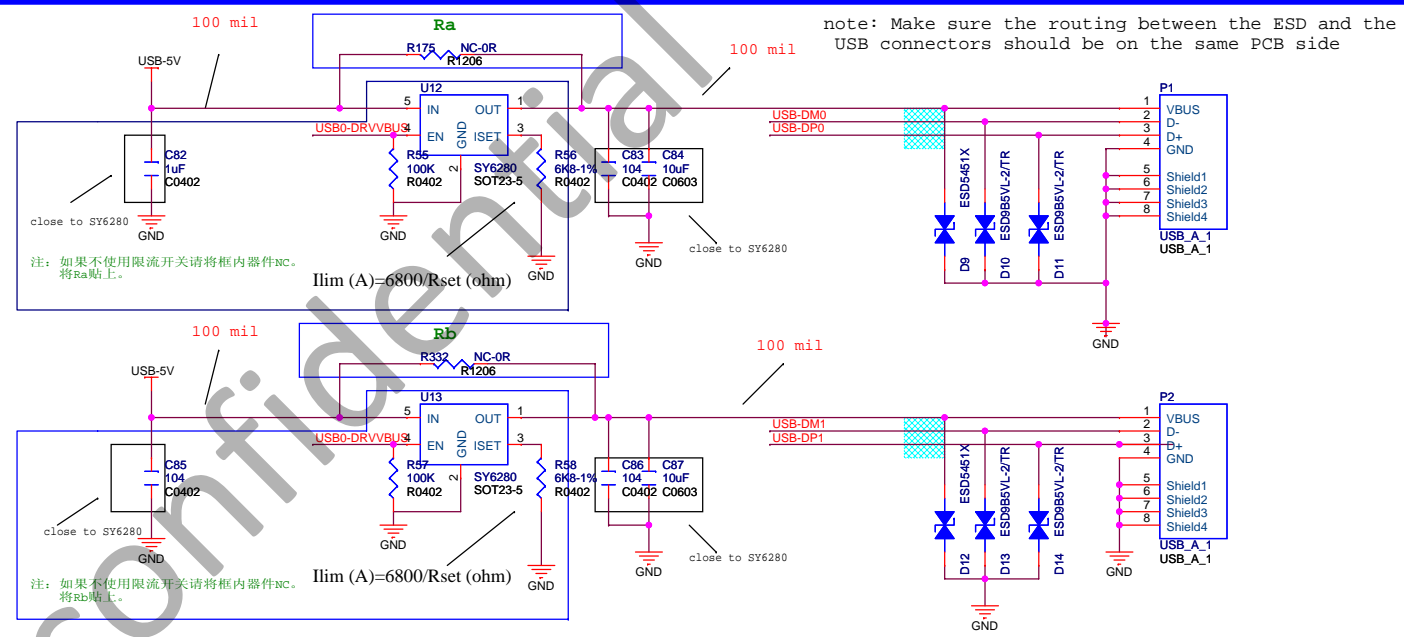 note: Make sure the routing between the ESD and the
USB connectors should be on the same PCB side
100 mil
Ra
R175 NC-0R
R1206
100 mil
USB-5V
U12
5 IN OUT 1
USB0-DRVVBUS 4 EN GND ISET 3
2
SY6280
SOT23-5
C82
1uF
C0402
R55
100K
R0402
R56
6K8-1%
R0402
C83
104
C0402
C84
10uF
C0603
close to SY6280
close to SY6280
GND
GND
GND
GND
注: 如果不使用限流开关请将框内器件NC。
将Ra贴上。
Ilim (A)=6800/Rset (ohm)
USB-DM0
USB-DP0
ESD5451X
ESD9B5VL-2/TR
ESD9B5VL-2/TR
D9
D10
D11
P1
1 VBUS
2 D-
3 D+
4 GND
5 Shield1
6 Shield2
7 Shield3
8 Shield4
USB_A_1
USB_A_1
GND
100 mil
Rb
R332 NC-0R
R1206
100 mil
USB-5V
U13
5 IN OUT 1
USB0-DRVVBUS 4 EN GND ISET 3
2
SY6280
SOT23-5
C85
104
C0402
R57
100K
R0402
R58
6K8-1%
R0402
C86
104
C0402
C87
10uF
C0603
close to SY6280
close to SY6280
GND
GND
GND
GND
注: 如果不使用限流开关请将框内器件NC。
将Rb贴上。
Ilim (A)=6800/Rset (ohm)
USB-DM1
USB-DP1
ESD5451X
ESD9B5VL-2/TR
ESD9B5VL-2/TR
D12
D13
D14
GND
P2
1 VBUS
2 D-
3 D+
4 GND
5 Shield1
6 Shield2
7 Shield3
8 Shield4
USB_A_1
USB_A_1
GND
confidential